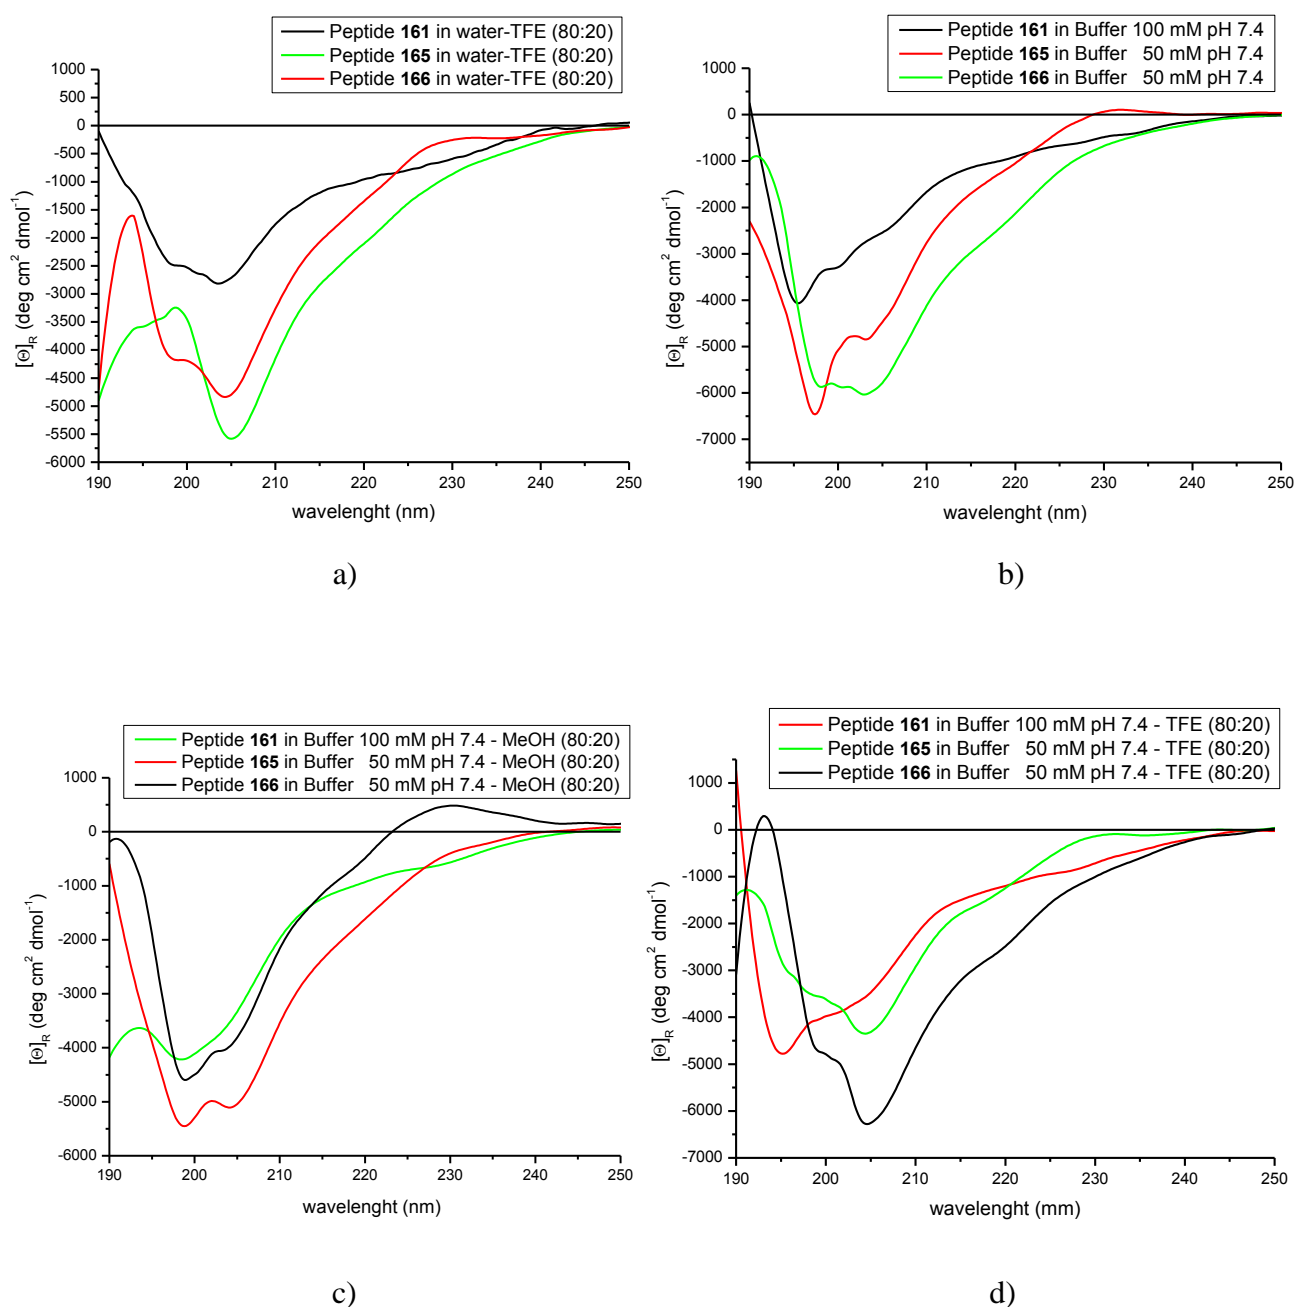 Peptide 161 in water-TFE (80:20)
Peptide 165 in water-TFE (80:20)
Peptide 166 in water-TFE (80:20)
1000
500
0
-500
-1000
-1500
-2000
-2500
-3000
-3500
-4000
-4500
-5000
-5500
-6000
[Θ]R (deg cm² dmol⁻¹)
190 200 210 220 230 240 250
wavelenght (nm)
a)
Peptide 161 in Buffer 100 mM pH 7.4
Peptide 165 in Buffer 50 mM pH 7.4
Peptide 166 in Buffer 50 mM pH 7.4
1000
0
-1000
-2000
-3000
-4000
-5000
-6000
-7000
[Θ]R (deg cm² dmol⁻¹)
190 200 210 220 230 240 250
wavelenght (nm)
b)
Peptide 161 in Buffer 100 mM pH 7.4 - MeOH (80:20)
Peptide 165 in Buffer 50 mM pH 7.4 - MeOH (80:20)
Peptide 166 in Buffer 50 mM pH 7.4 - MeOH (80:20)
1000
0
-1000
-2000
-3000
-4000
-5000
-6000
[Θ]R (deg cm² dmol⁻¹)
190 200 210 220 230 240 250
wavelenght (nm)
c)
Peptide 161 in Buffer 100 mM pH 7.4 - TFE (80:20)
Peptide 165 in Buffer 50 mM pH 7.4 - TFE (80:20)
Peptide 166 in Buffer 50 mM pH 7.4 - TFE (80:20)
1000
0
-1000
-2000
-3000
-4000
-5000
-6000
-7000
[Θ]R (deg cm² dmol⁻¹)
190 200 210 220 230 240 250
wavelenght (mm)
d)